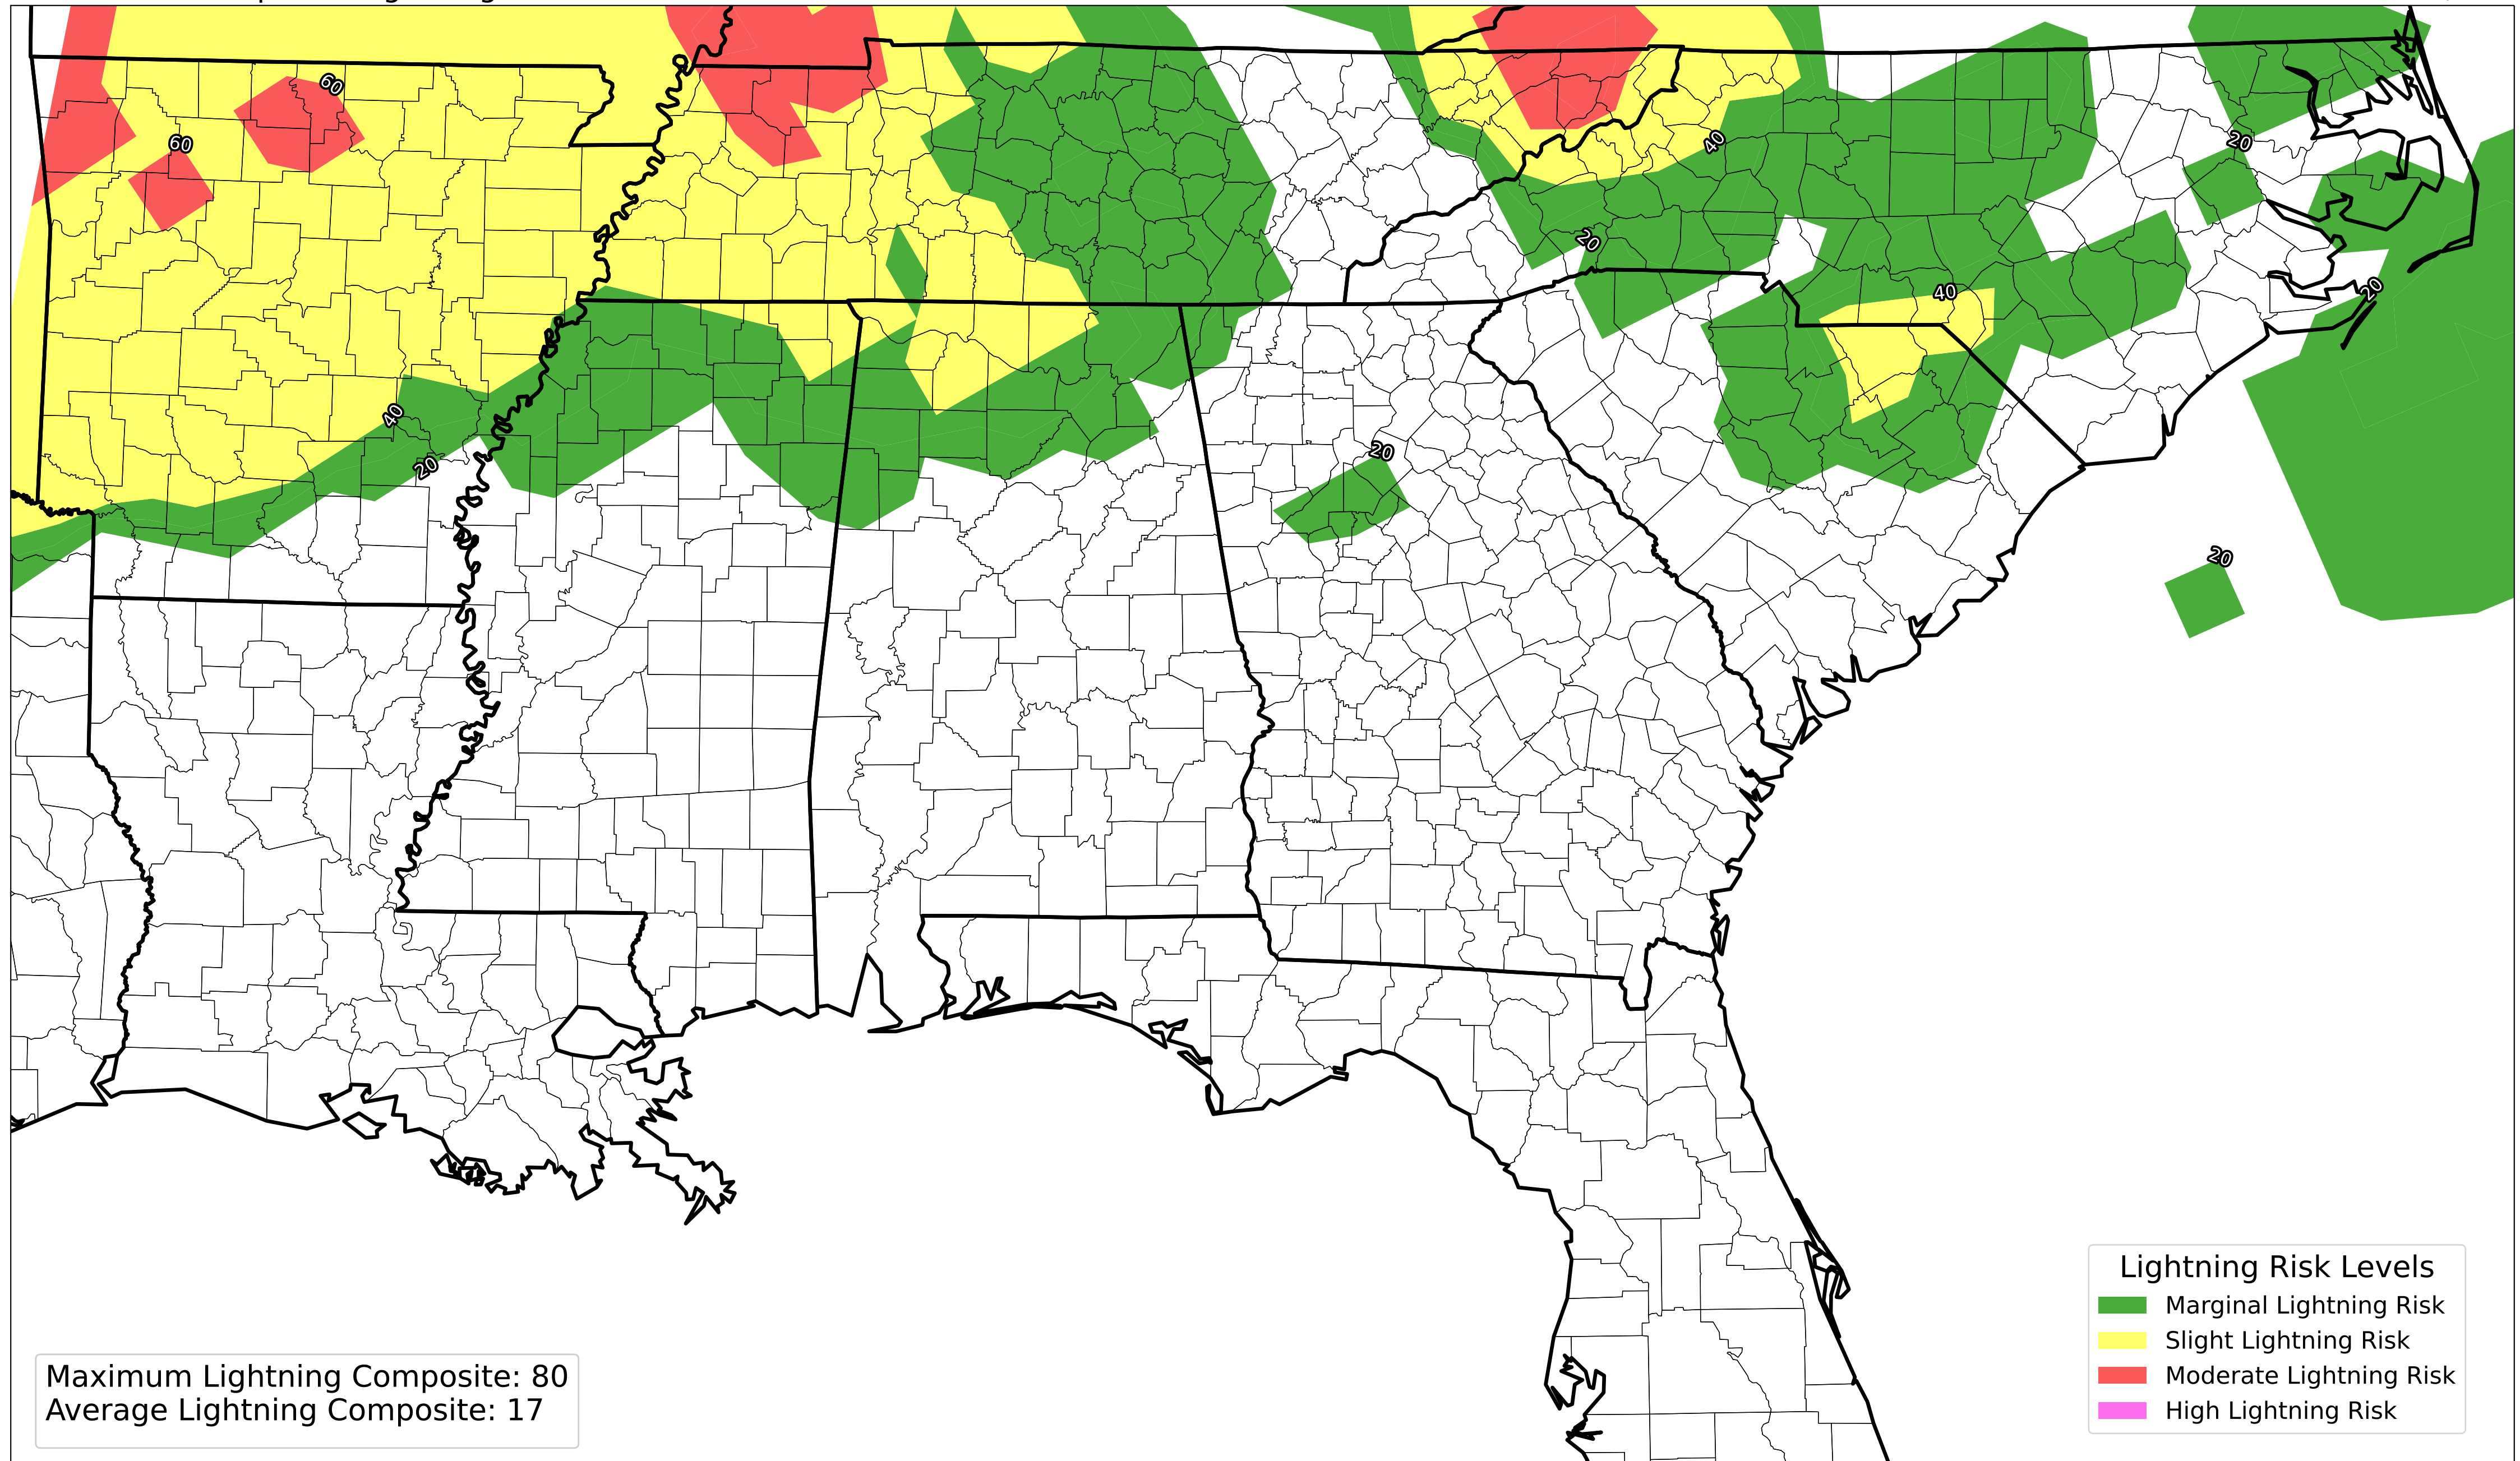 60
60
40
20
40
20
20
40
20
20
20
20
Maximum Lightning Composite: 80
Average Lightning Composite: 17
Lightning Risk Levels
Marginal Lightning Risk
Slight Lightning Risk
Moderate Lightning Risk
High Lightning Risk